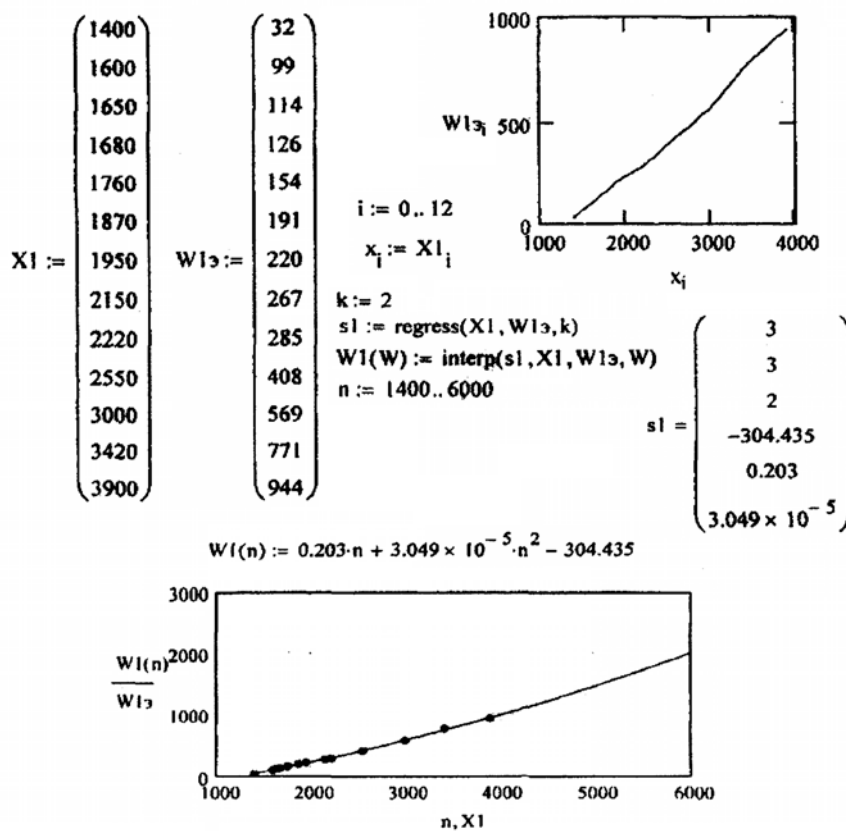 X1 :=
1400
1600
1650
1680
1760
1870
1950
2150
2220
2550
3000
3420
3900
W1э :=
32
99
114
126
154
191
220
267
285
408
569
771
944
i := 0.. 12
x_i := X1_i
k := 2
s1 := regress(X1, W1э, k)
W1(W) := interp(s1, X1, W1э, W)
n := 1400.. 6000
1000
W1э_i 500
0
1000 2000 3000 4000
x_i
s1 =
3
3
2
−304.435
0.203
3.049 × 10^−5
W1(n) := 0.203·n + 3.049 × 10^−5·n^2 − 304.435
3000
W1(n) 2000
W1э
1000
0
1000 2000 3000 4000 5000 6000
n, X1